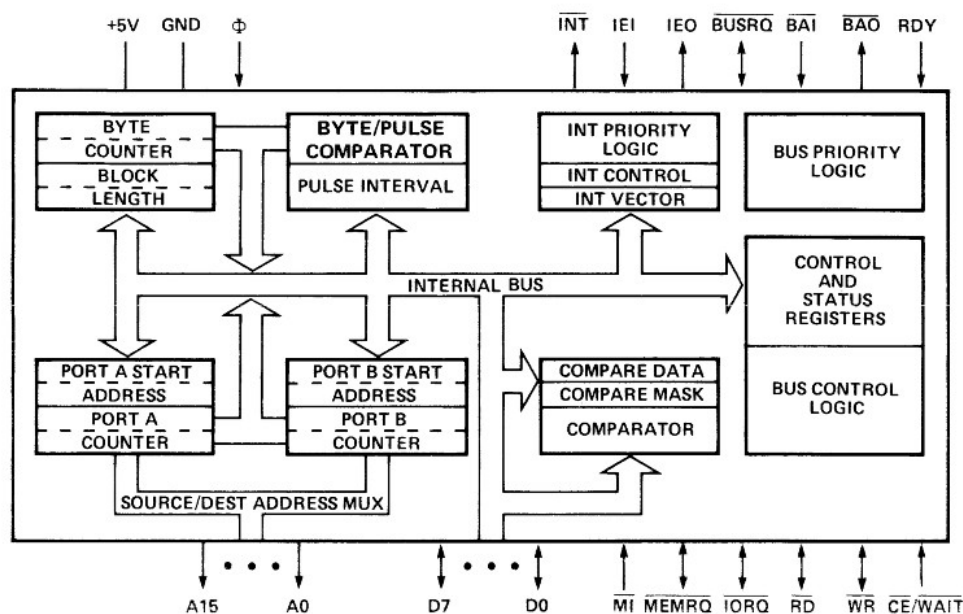 +5V GND Φ INT IEI IEO BUSRQ BAI BAO RDY
BYTE
COUNTER
BLOCK
LENGTH
BYTE/PULSE
COMPARATOR
PULSE INTERVAL
INT PRIORITY
LOGIC
INT CONTROL
INT VECTOR
BUS PRIORITY
LOGIC
INTERNAL BUS
CONTROL
AND
STATUS
REGISTERS
PORT A START
ADDRESS
PORT A
COUNTER
PORT B START
ADDRESS
PORT B
COUNTER
COMPARE DATA
COMPARE MASK
COMPARATOR
BUS CONTROL
LOGIC
SOURCE/DEST ADDRESS MUX
A15 A0 D7 D0 MI MEMRQ IORQ RD WR CE/WAIT